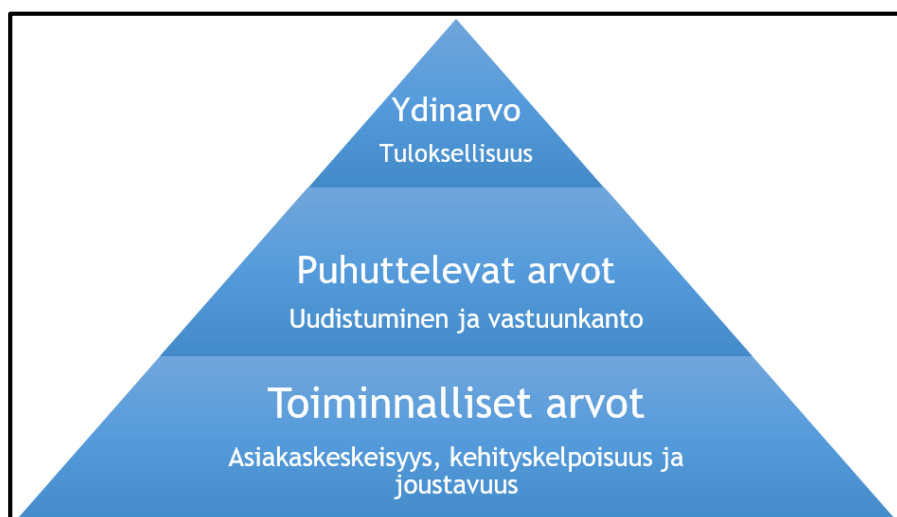 Ydinarvo
Tuloksellisuus
Puhuttelevat arvot
Uudistuminen ja vastuunkanto
Toiminnalliset arvot
Asiakaskeskeisyys, kehityskelpoisuus ja
joustavuus